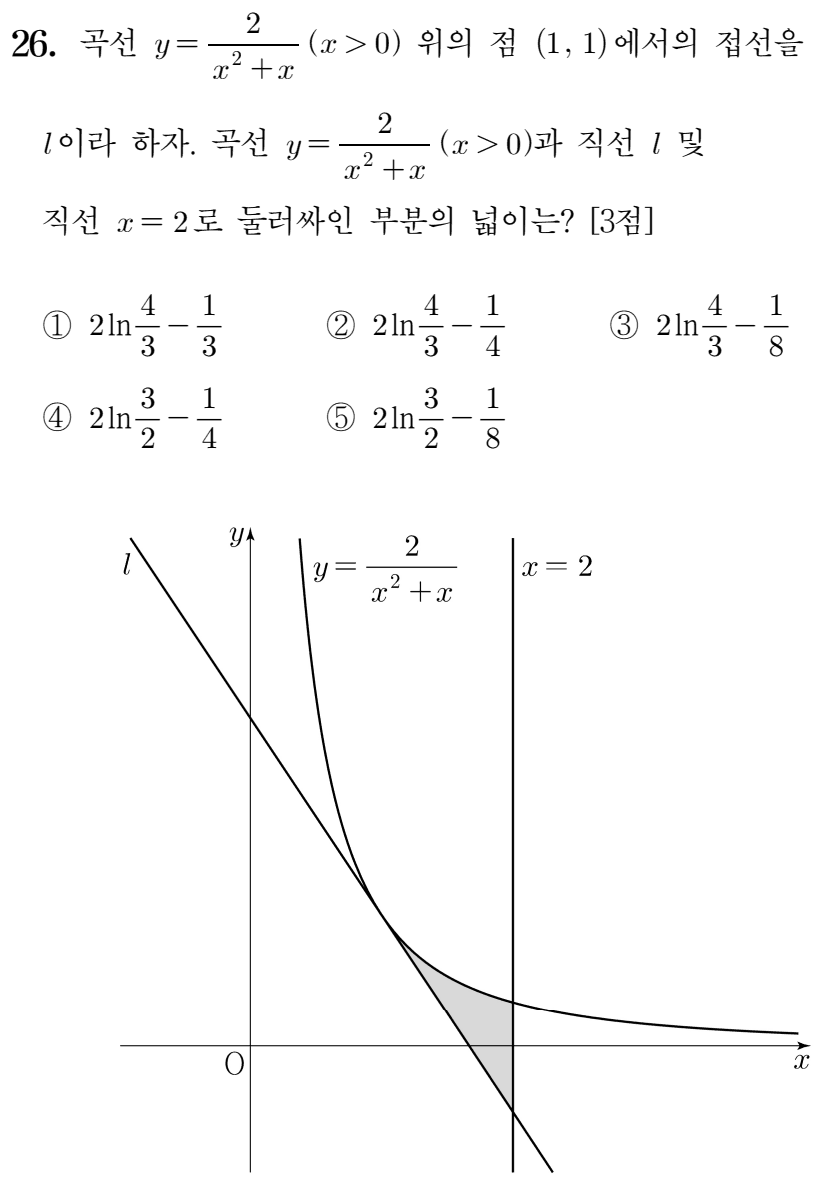 26. 곡선 y = 2/(x² + x) (x > 0) 위의 점 (1, 1)에서의 접선을
l이라 하자. 곡선 y = 2/(x² + x) (x > 0)과 직선 l 및
직선 x = 2로 둘러싸인 부분의 넓이는? [3점]
① 2ln 4/3 − 1/3 ② 2ln 4/3 − 1/4 ③ 2ln 4/3 − 1/8
④ 2ln 3/2 − 1/4 ⑤ 2ln 3/2 − 1/8
l y y = 2/(x² + x) x = 2
O x